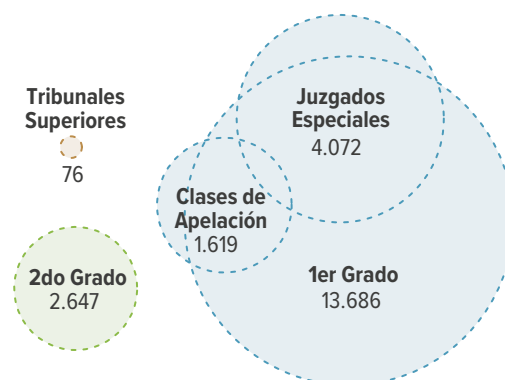 Tribunales
Superiores
76
Juzgados
Especiales
4.072
Clases de
Apelación
1.619
2do Grado
2.647
1er Grado
13.686